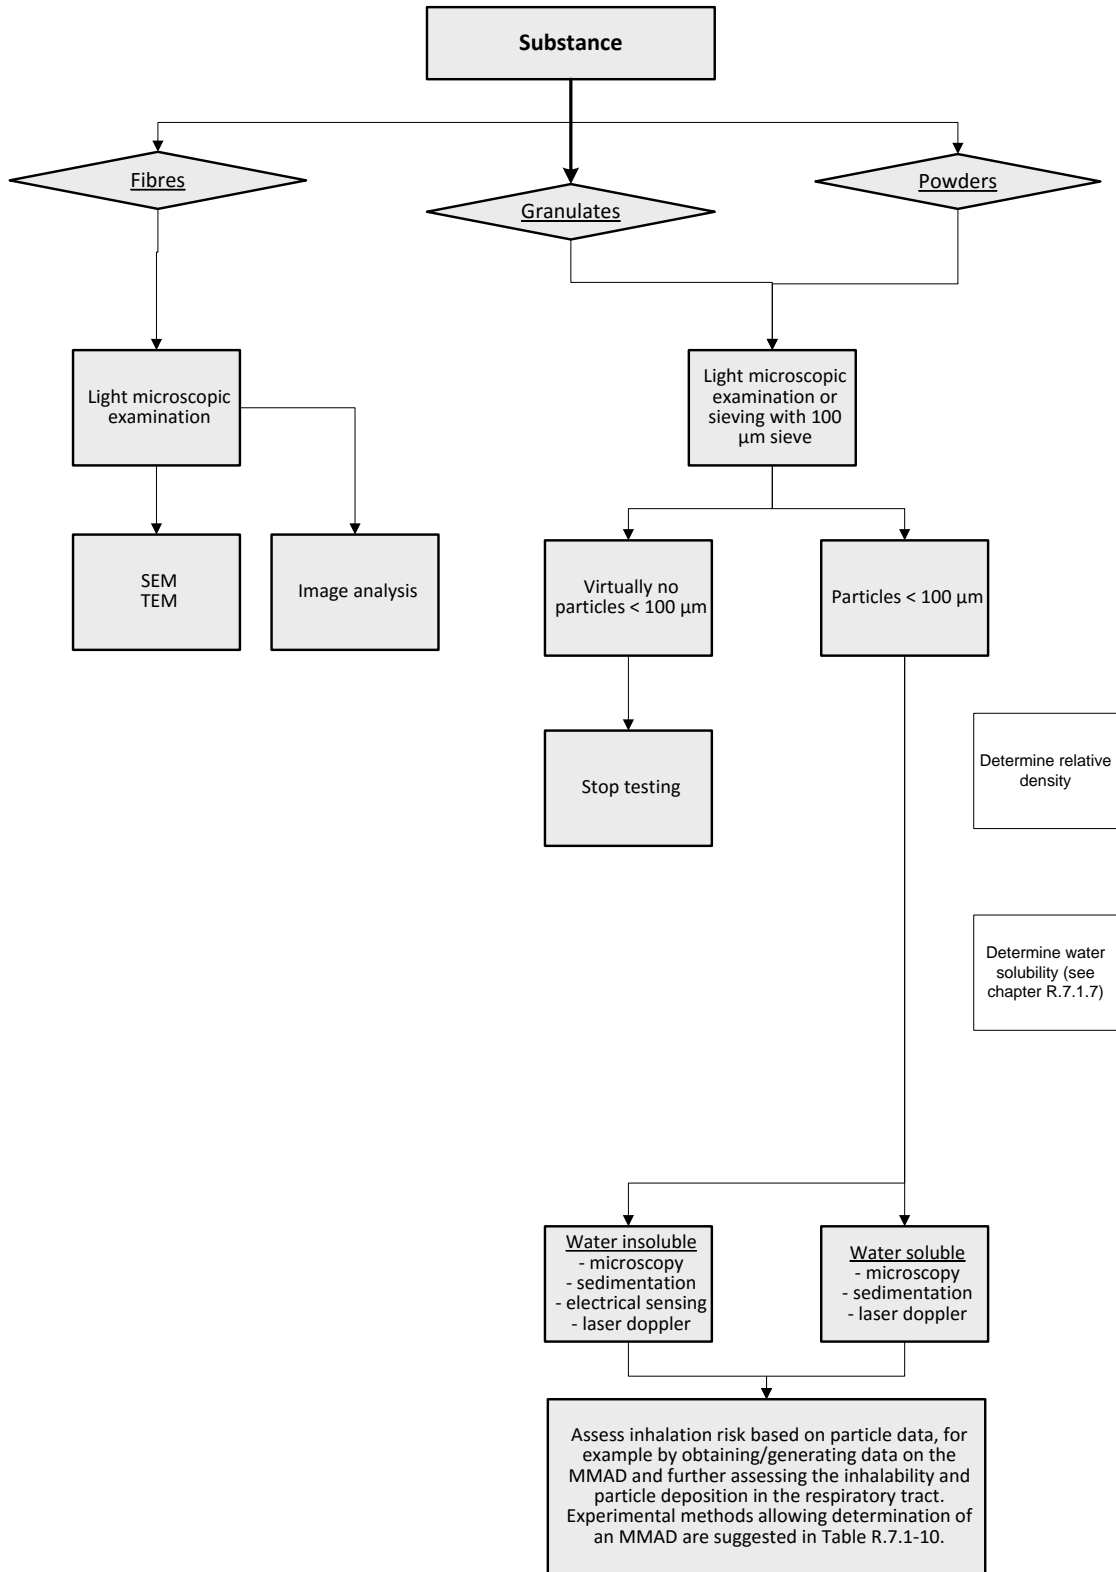 Substance
Fibres
Granulates
Powders
Light microscopic
examination
Light microscopic
examination or
sieving with 100
µm sieve
SEM
TEM
Image analysis
Virtually no
particles < 100 µm
Particles < 100 µm
Stop testing
Determine relative
density
Determine water
solubility (see
chapter R.7.1.7)
Water insoluble
- microscopy
- sedimentation
- electrical sensing
- laser doppler
Water soluble
- microscopy
- sedimentation
- laser doppler
Assess inhalation risk based on particle data, for
example by obtaining/generating data on the
MMAD and further assessing the inhalability and
particle deposition in the respiratory tract.
Experimental methods allowing determination of
an MMAD are suggested in Table R.7.1-10.